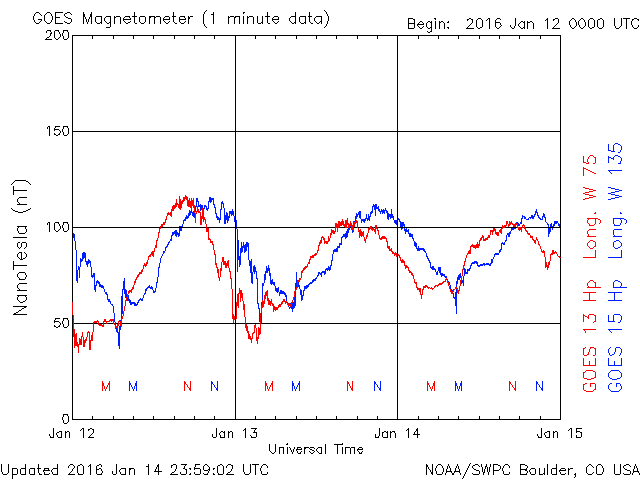 GOES Magnetometer (1 minute data)
Begin: 2016 Jan 12 0000 UTC
200
150
100
50
0
NanoTesla (nT)
M M N N M M N N M M N N
Jan 12 Jan 13 Jan 14 Jan 15
Universal Time
GOES 13 Hp Long. W 75
GOES 15 Hp Long. W 135
Updated 2016 Jan 14 23:59:02 UTC
NOAA/SWPC Boulder, CO USA